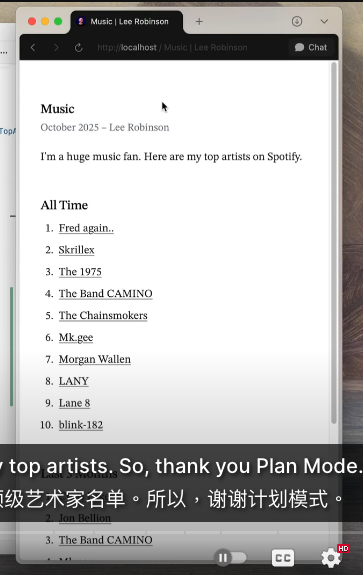 Music | Lee Robinson
http://localhost / Music | Lee Robinson
Chat
...
TopA
Music
October 2025 – Lee Robinson
I'm a huge music fan. Here are my top artists on Spotify.
All Time
1. Fred again..
2. Skrillex
3. The 1975
4. The Band CAMINO
5. The Chainsmokers
6. Mk.gee
7. Morgan Wallen
8. LANY
9. Lane 8
10. blink-182
y top artists. So, thank you Plan Mode.
级艺术家名单。所以，谢谢计划模式。
2. Jon Bellion
3. The Band CAMINO
CC
HD